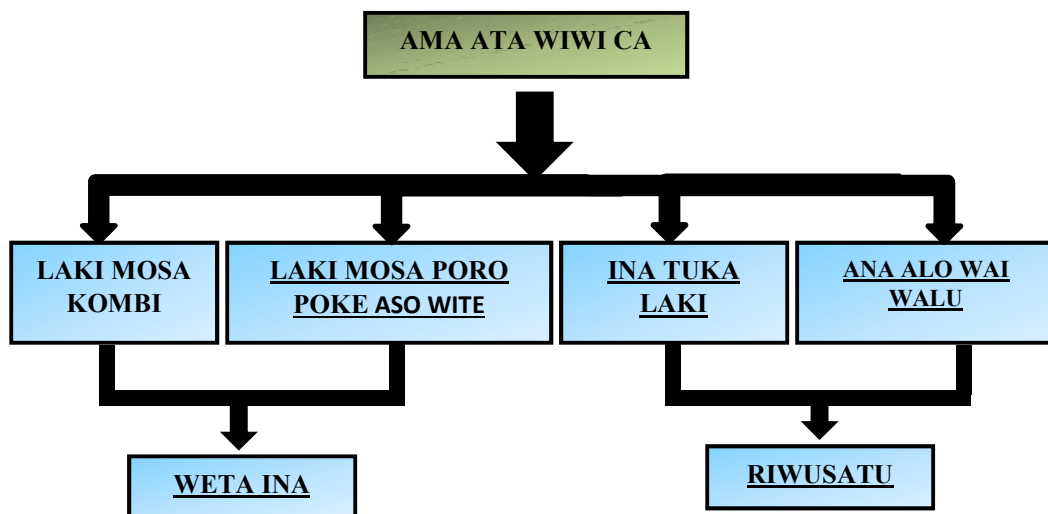 AMA ATA WIWI CA
LAKI MOSA
KOMBI
LAKI MOSA PORO
POKE ASO WITE
INA TUKA
LAKI
ANA ALO WAI
WALU
WETA INA
RIWUSATU